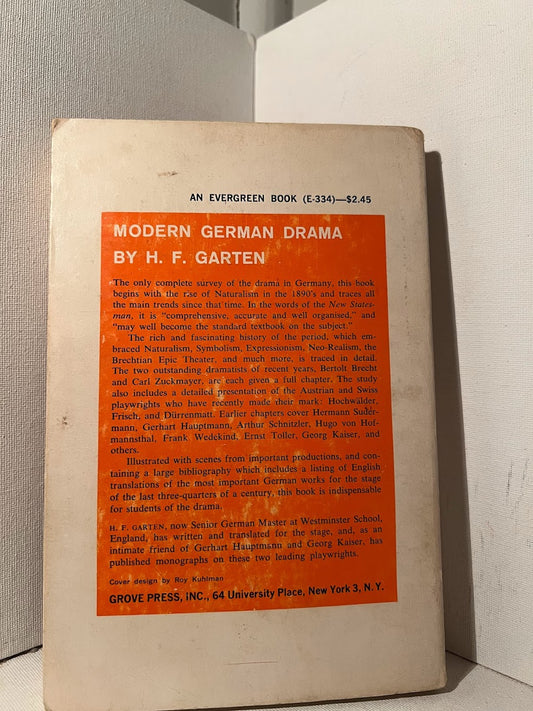 AN EVERGREEN BOOK (E-334)—$2.45
MODERN GERMAN DRAMA
BY H. F. GARTEN
The only complete survey of the drama in Germany, this book
begins with the rise of Naturalism in the 1890's and traces all
the main trends since that time. In the words of the New States-
man, it is "comprehensive, accurate and well organised," and
"may well become the standard textbook on the subject."
The rich and fascinating history of the period, which em-
braced Naturalism, Symbolism, Expressionism, Neo-Realism, the
Brechtian Epic Theater, and much more, is traced in detail.
The two outstanding dramatists of recent years, Bertolt Brecht
and Carl Zuckmayer, are each given a full chapter. The study
also includes a detailed presentation of the Austrian and Swiss
playwrights who have recently made their mark: Hochwälder,
Frisch, and Dürrenmatt. Earlier chapters cover Hermann Suder-
mann, Gerhart Hauptmann, Arthur Schnitzler, Hugo von Hof-
mannsthal, Frank Wedekind, Ernst Toller, Georg Kaiser, and
others.
Illustrated with scenes from important productions, and con-
taining a large bibliography which includes a listing of English
translations of the most important German works for the stage
of the last three-quarters of a century, this book is indispensable
for students of the drama.
H. F. GARTEN, now Senior German Master at Westminster School,
England, has written and translated for the stage, and, as an
intimate friend of Gerhart Hauptmann and Georg Kaiser, has
published monographs on these two leading playwrights.
Cover design by Roy Kuhlman
GROVE PRESS, INC., 64 University Place, New York 3, N.Y.